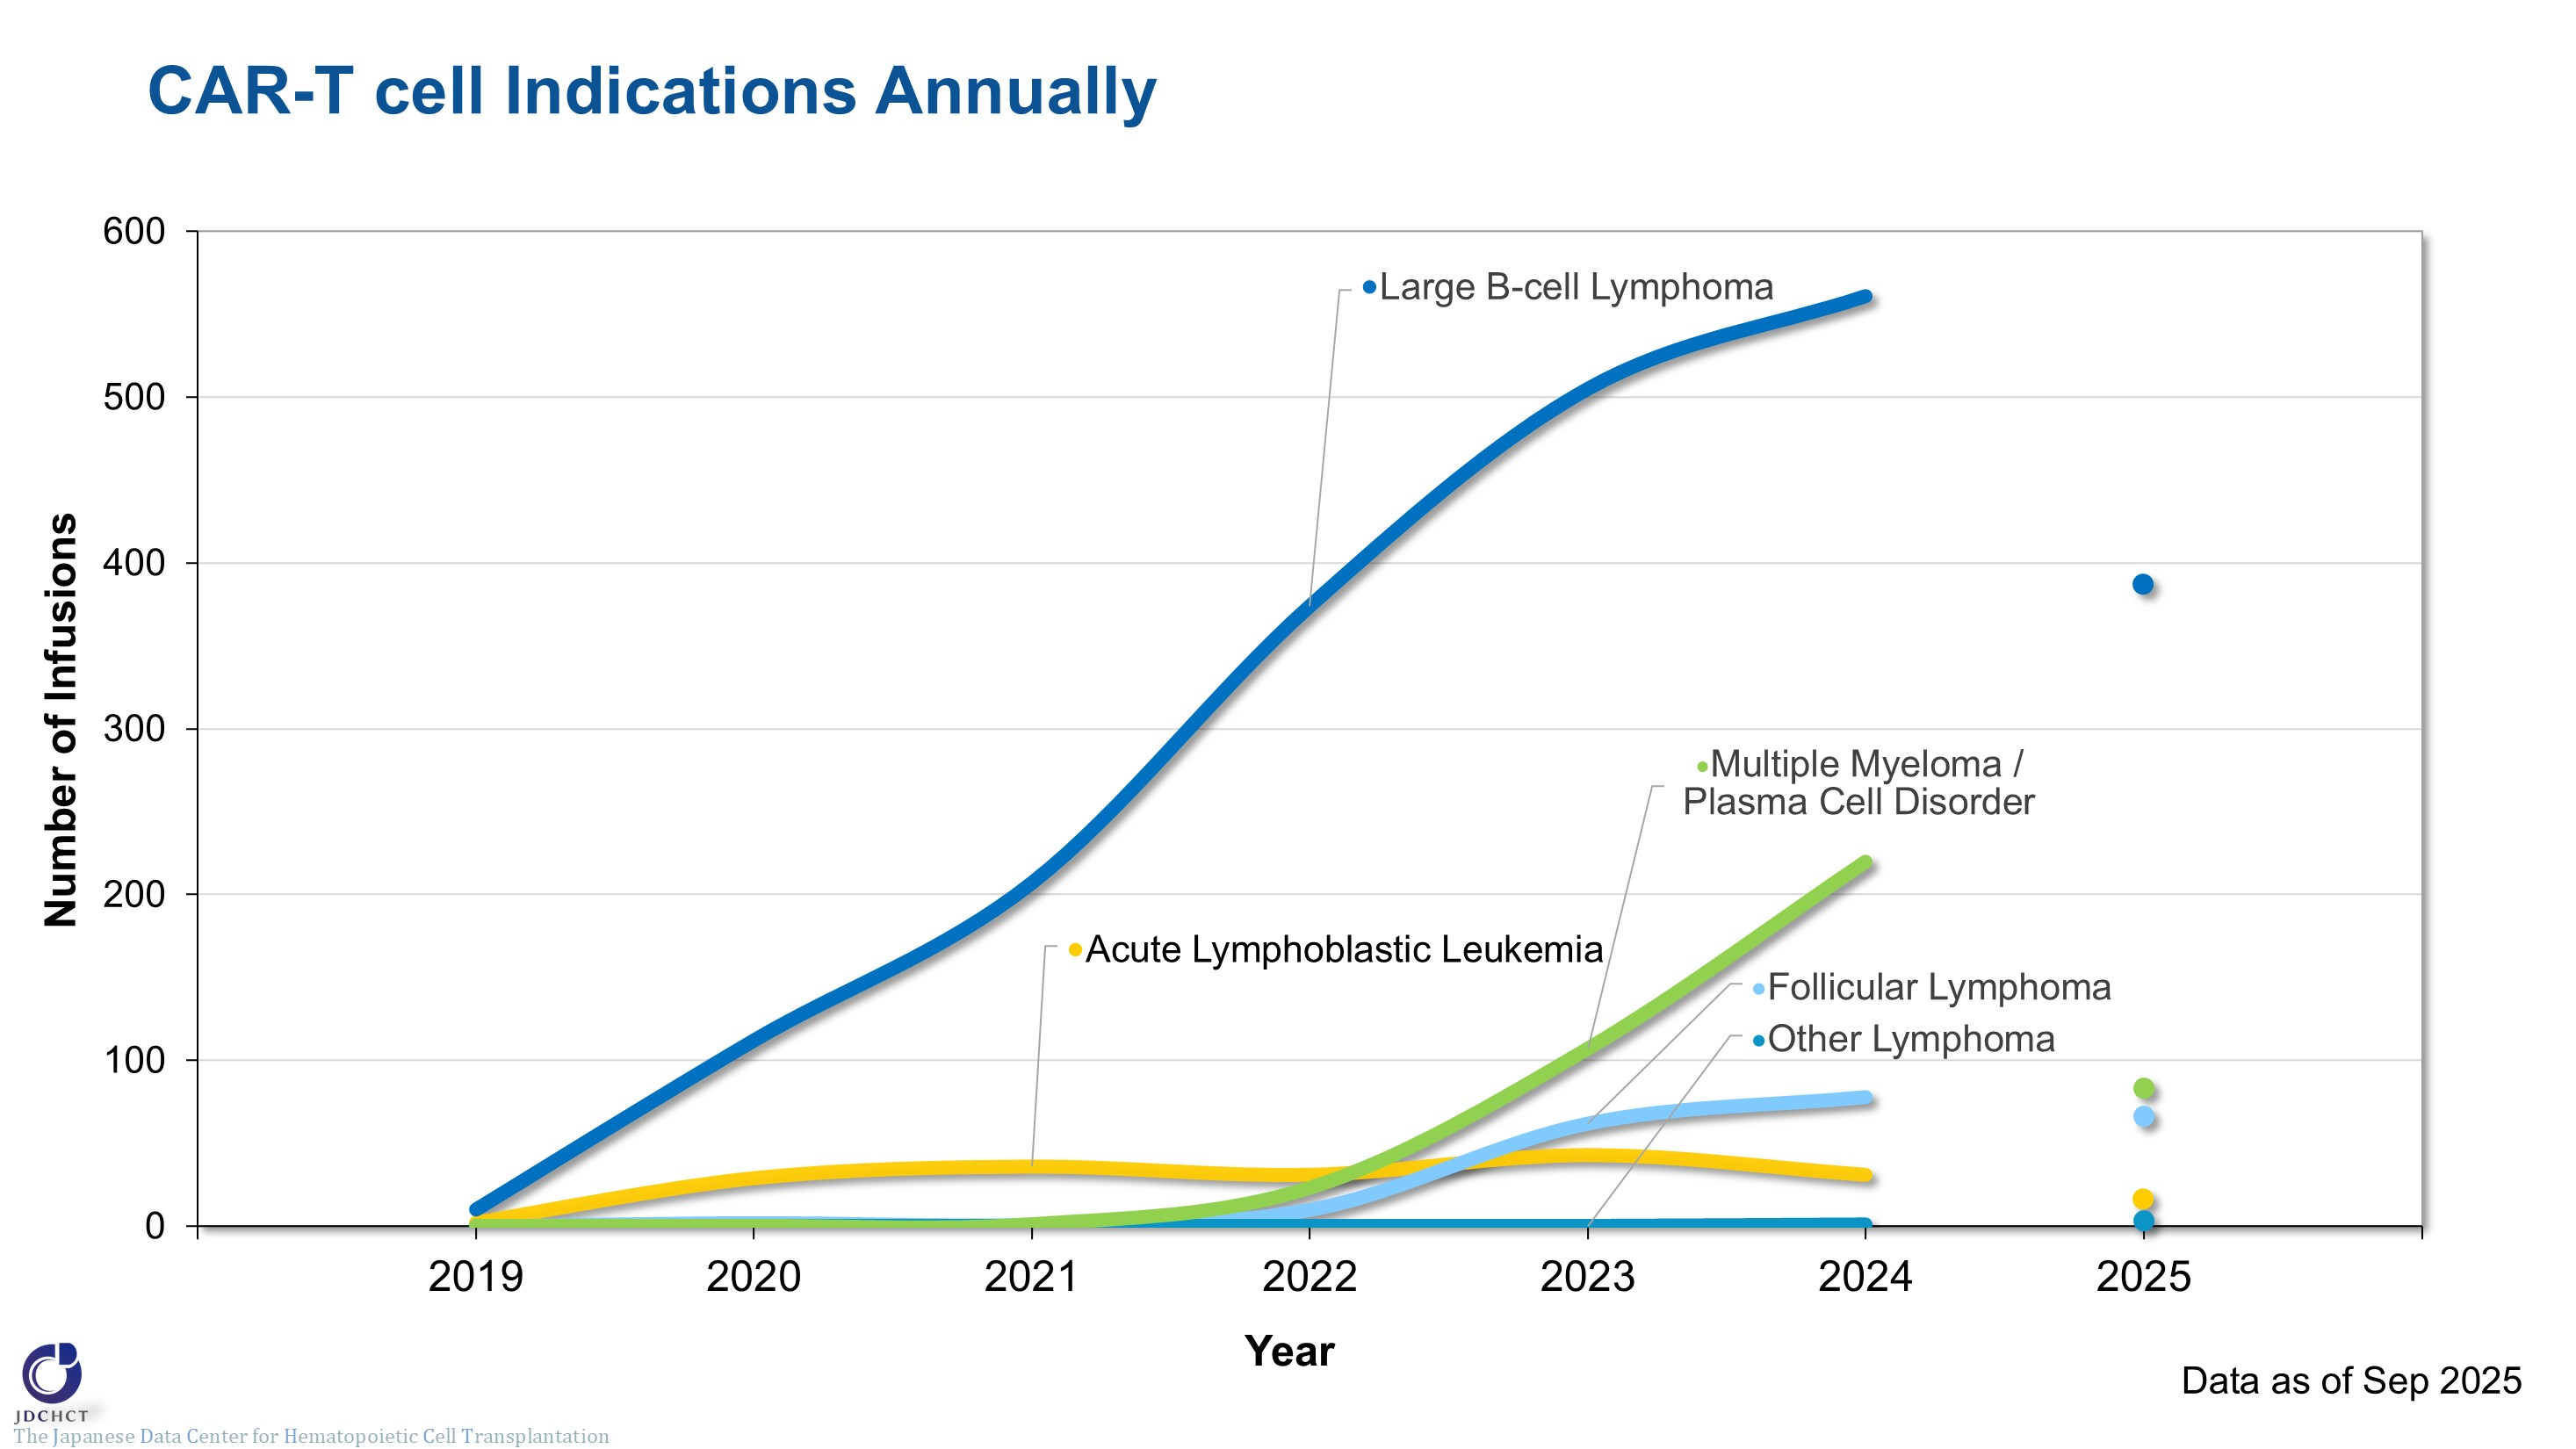 CAR-T cell Indications Annually
600
500
400
300
200
100
0
Number of Infusions
Large B-cell Lymphoma
Multiple Myeloma /
Plasma Cell Disorder
Acute Lymphoblastic Leukemia
Follicular Lymphoma
Other Lymphoma
2019 2020 2021 2022 2023 2024 2025
Year
Data as of Sep 2025
JDCHCT
The Japanese Data Center for Hematopoietic Cell Transplantation